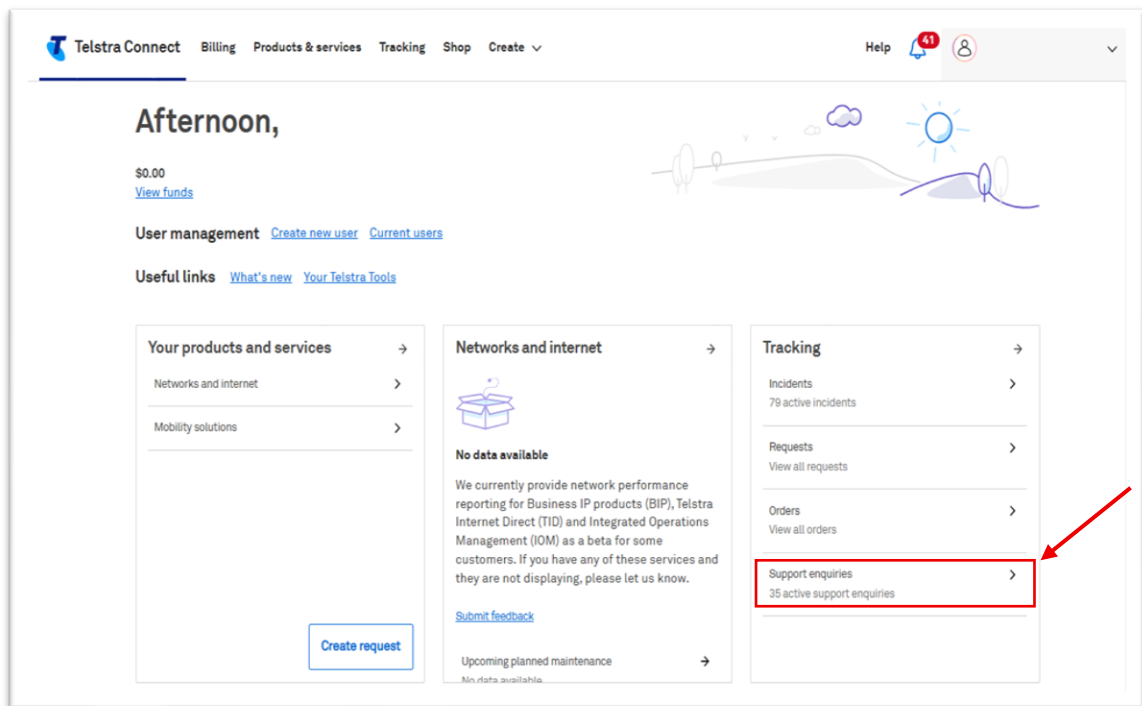 Telstra Connect Billing Products & services Tracking Shop Create Help 41
Afternoon,
$0.00
View funds
User management Create new user Current users
Useful links What's new Your Telstra Tools
Your products and services
Networks and internet
Mobility solutions
Create request
Networks and internet
No data available
We currently provide network performance
reporting for Business IP products (BIP), Telstra
Internet Direct (TID) and Integrated Operations
Management (IOM) as a beta for some
customers. If you have any of these services and
they are not displaying, please let us know.
Submit feedback
Upcoming planned maintenance
No data available
Tracking
Incidents
79 active incidents
Requests
View all requests
Orders
View all orders
Support enquiries
35 active support enquiries